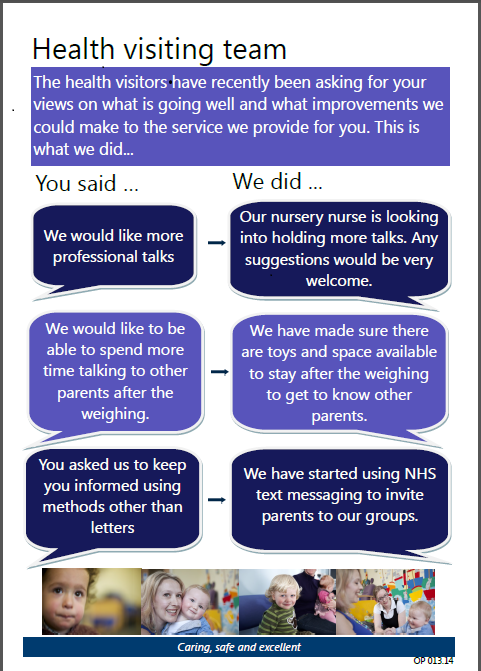 Health visiting team
The health visitors have recently been asking for your
views on what is going well and what improvements we
could make to the service we provide for you. This is
what we did...
You said ...
We did ...
We would like more
professional talks
Our nursery nurse is looking
into holding more talks. Any
suggestions would be very
welcome.
We would like to be
able to spend more
time talking to other
parents after the
weighing.
We have made sure there
are toys and space available
to stay after the weighing
to get to know other
parents.
You asked us to keep
you informed using
methods other than
letters
We have started using NHS
text messaging to invite
parents to our groups.
Caring, safe and excellent
OP 013.14